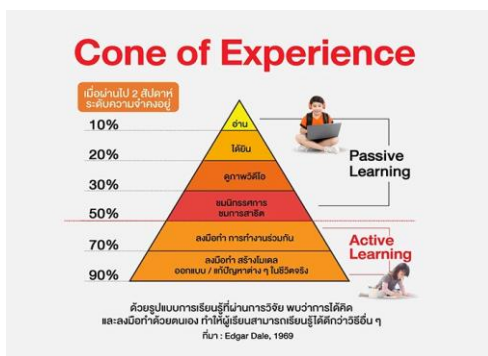 Cone of Experience
เมื่อผ่านไป 2 สัปดาห์
ระดับความจำคงอยู่
10%
อ่าน
20%
ได้ยิน
30%
ดูภาพวิดีโอ
Passive
Learning
50%
ชมนิทรรศการ
ชมการสาธิต
70%
ลงมือทำ การทำงานร่วมกัน
Active
Learning
90%
ลงมือทำ สร้างโมเดล
ออกแบบ / แก้ปัญหาต่าง ๆ ในชีวิตจริง
ด้วยรูปแบบการเรียนรู้ที่ผ่านการวิจัย พบว่าการได้คิด
และลงมือทำด้วยตนเอง ทำให้ผู้เรียนสามารถเรียนรู้ได้ดีกว่าวิธีอื่น ๆ
ที่มา : Edgar Dale, 1969